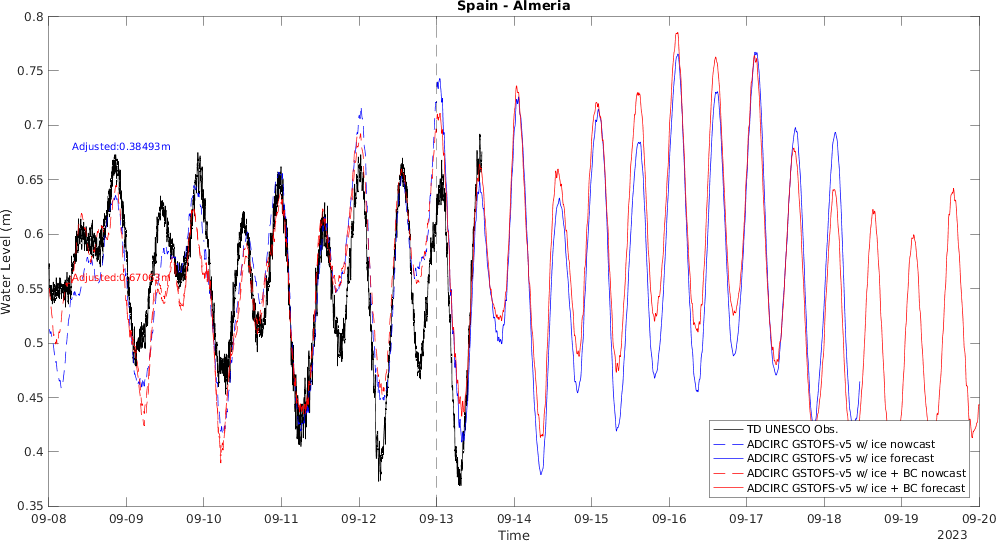 Spain - Almeria
0.8
0.75
0.7
0.65
0.6
0.55
0.5
0.45
0.4
0.35
Water Level (m)
Adjusted:0.38493m
TD UNESCO Obs.
ADCIRC GSTOFS-v5 w/ ice nowcast
ADCIRC GSTOFS-v5 w/ ice forecast
ADCIRC GSTOFS-v5 w/ ice + BC nowcast
ADCIRC GSTOFS-v5 w/ ice + BC forecast
09-08 09-09 09-10 09-11 09-12 09-13 09-14 09-15 09-16 09-17 09-18 09-19 09-20
Time
2023